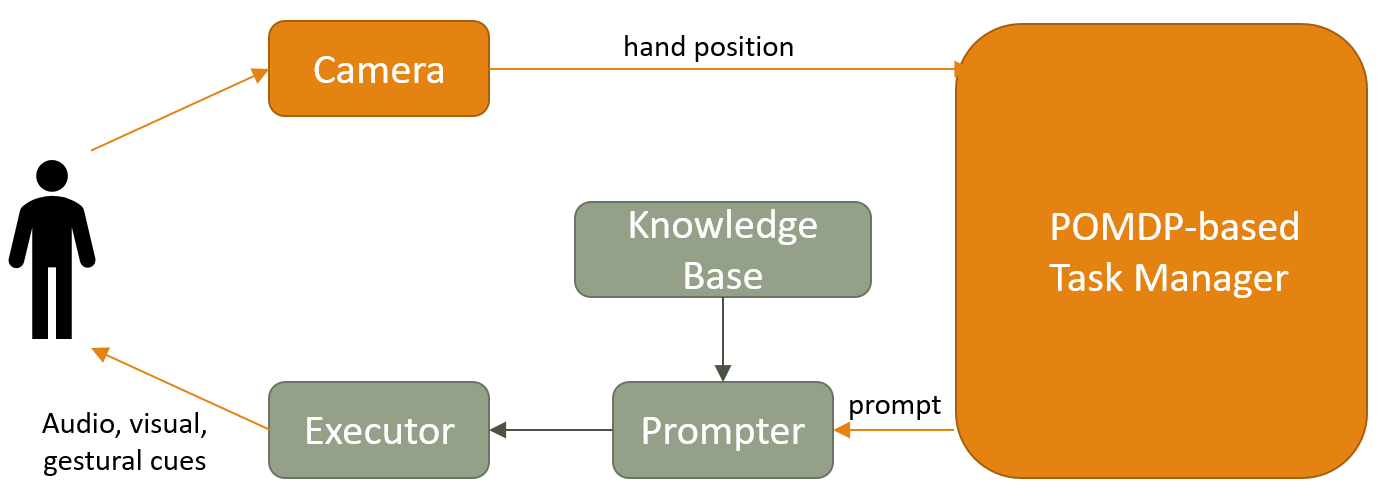 Camera
hand position
POMDP-based
Task Manager
Knowledge
Base
Executor
Prompter
prompt
Audio, visual,
gestural cues